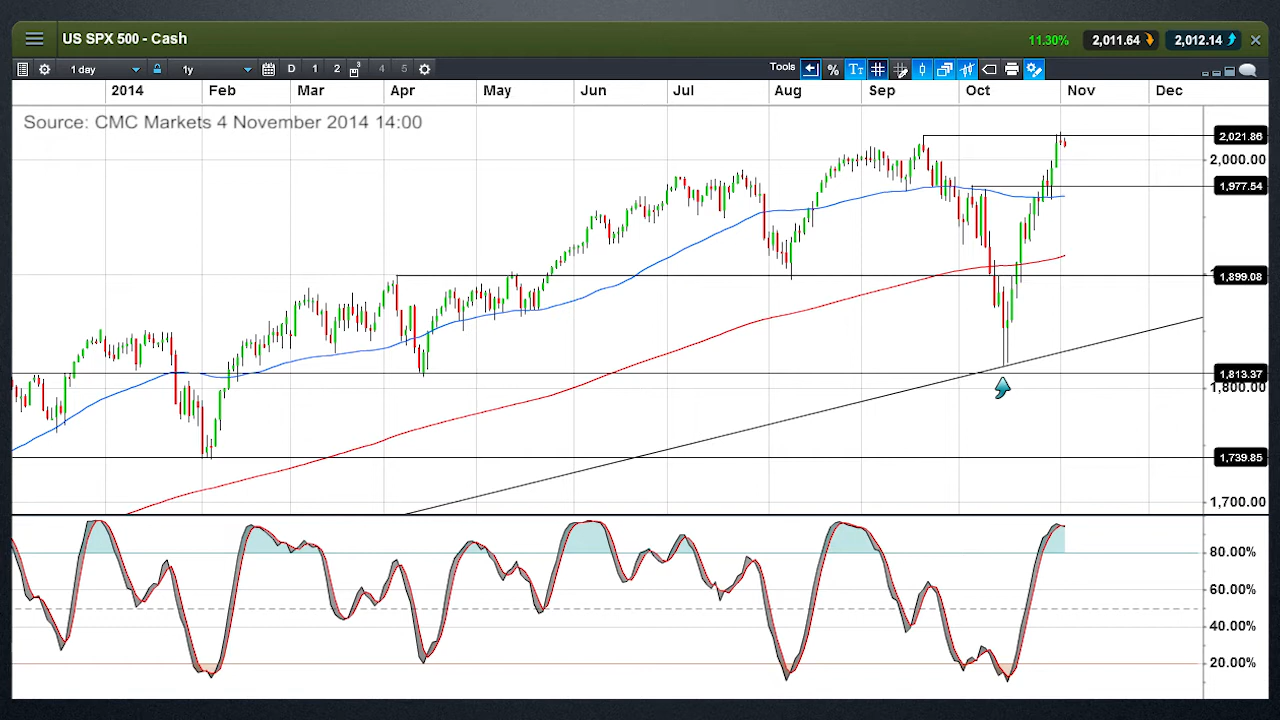 US SPX 500 - Cash
11.30% 2,011.64 2,012.14
1 day 1y D 1 2 3 4 5 Tools % Tт
2014 Feb Mar Apr May Jun Jul Aug Sep Oct Nov Dec
Source: CMC Markets 4 November 2014 14:00
2,021.86
2,000.00
1,977.54
1,899.08
1,813.37
1,800.00
1,739.85
1,700.00
80.00%
60.00%
40.00%
20.00%